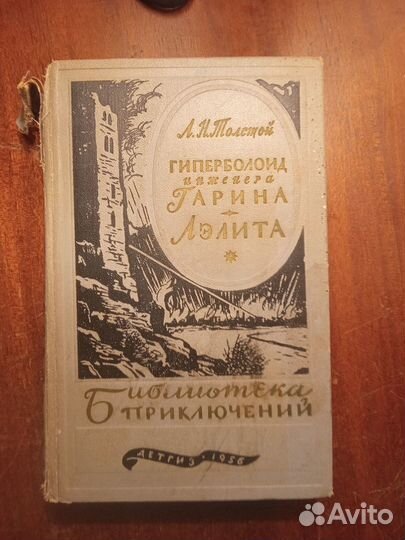 А.Н.Толстой
ГИПЕРБОЛОИД
инженера
ГАРИНА
АЭЛИТА
Библиотека
приключений
ДЕТГИЗ · 1956
Avito